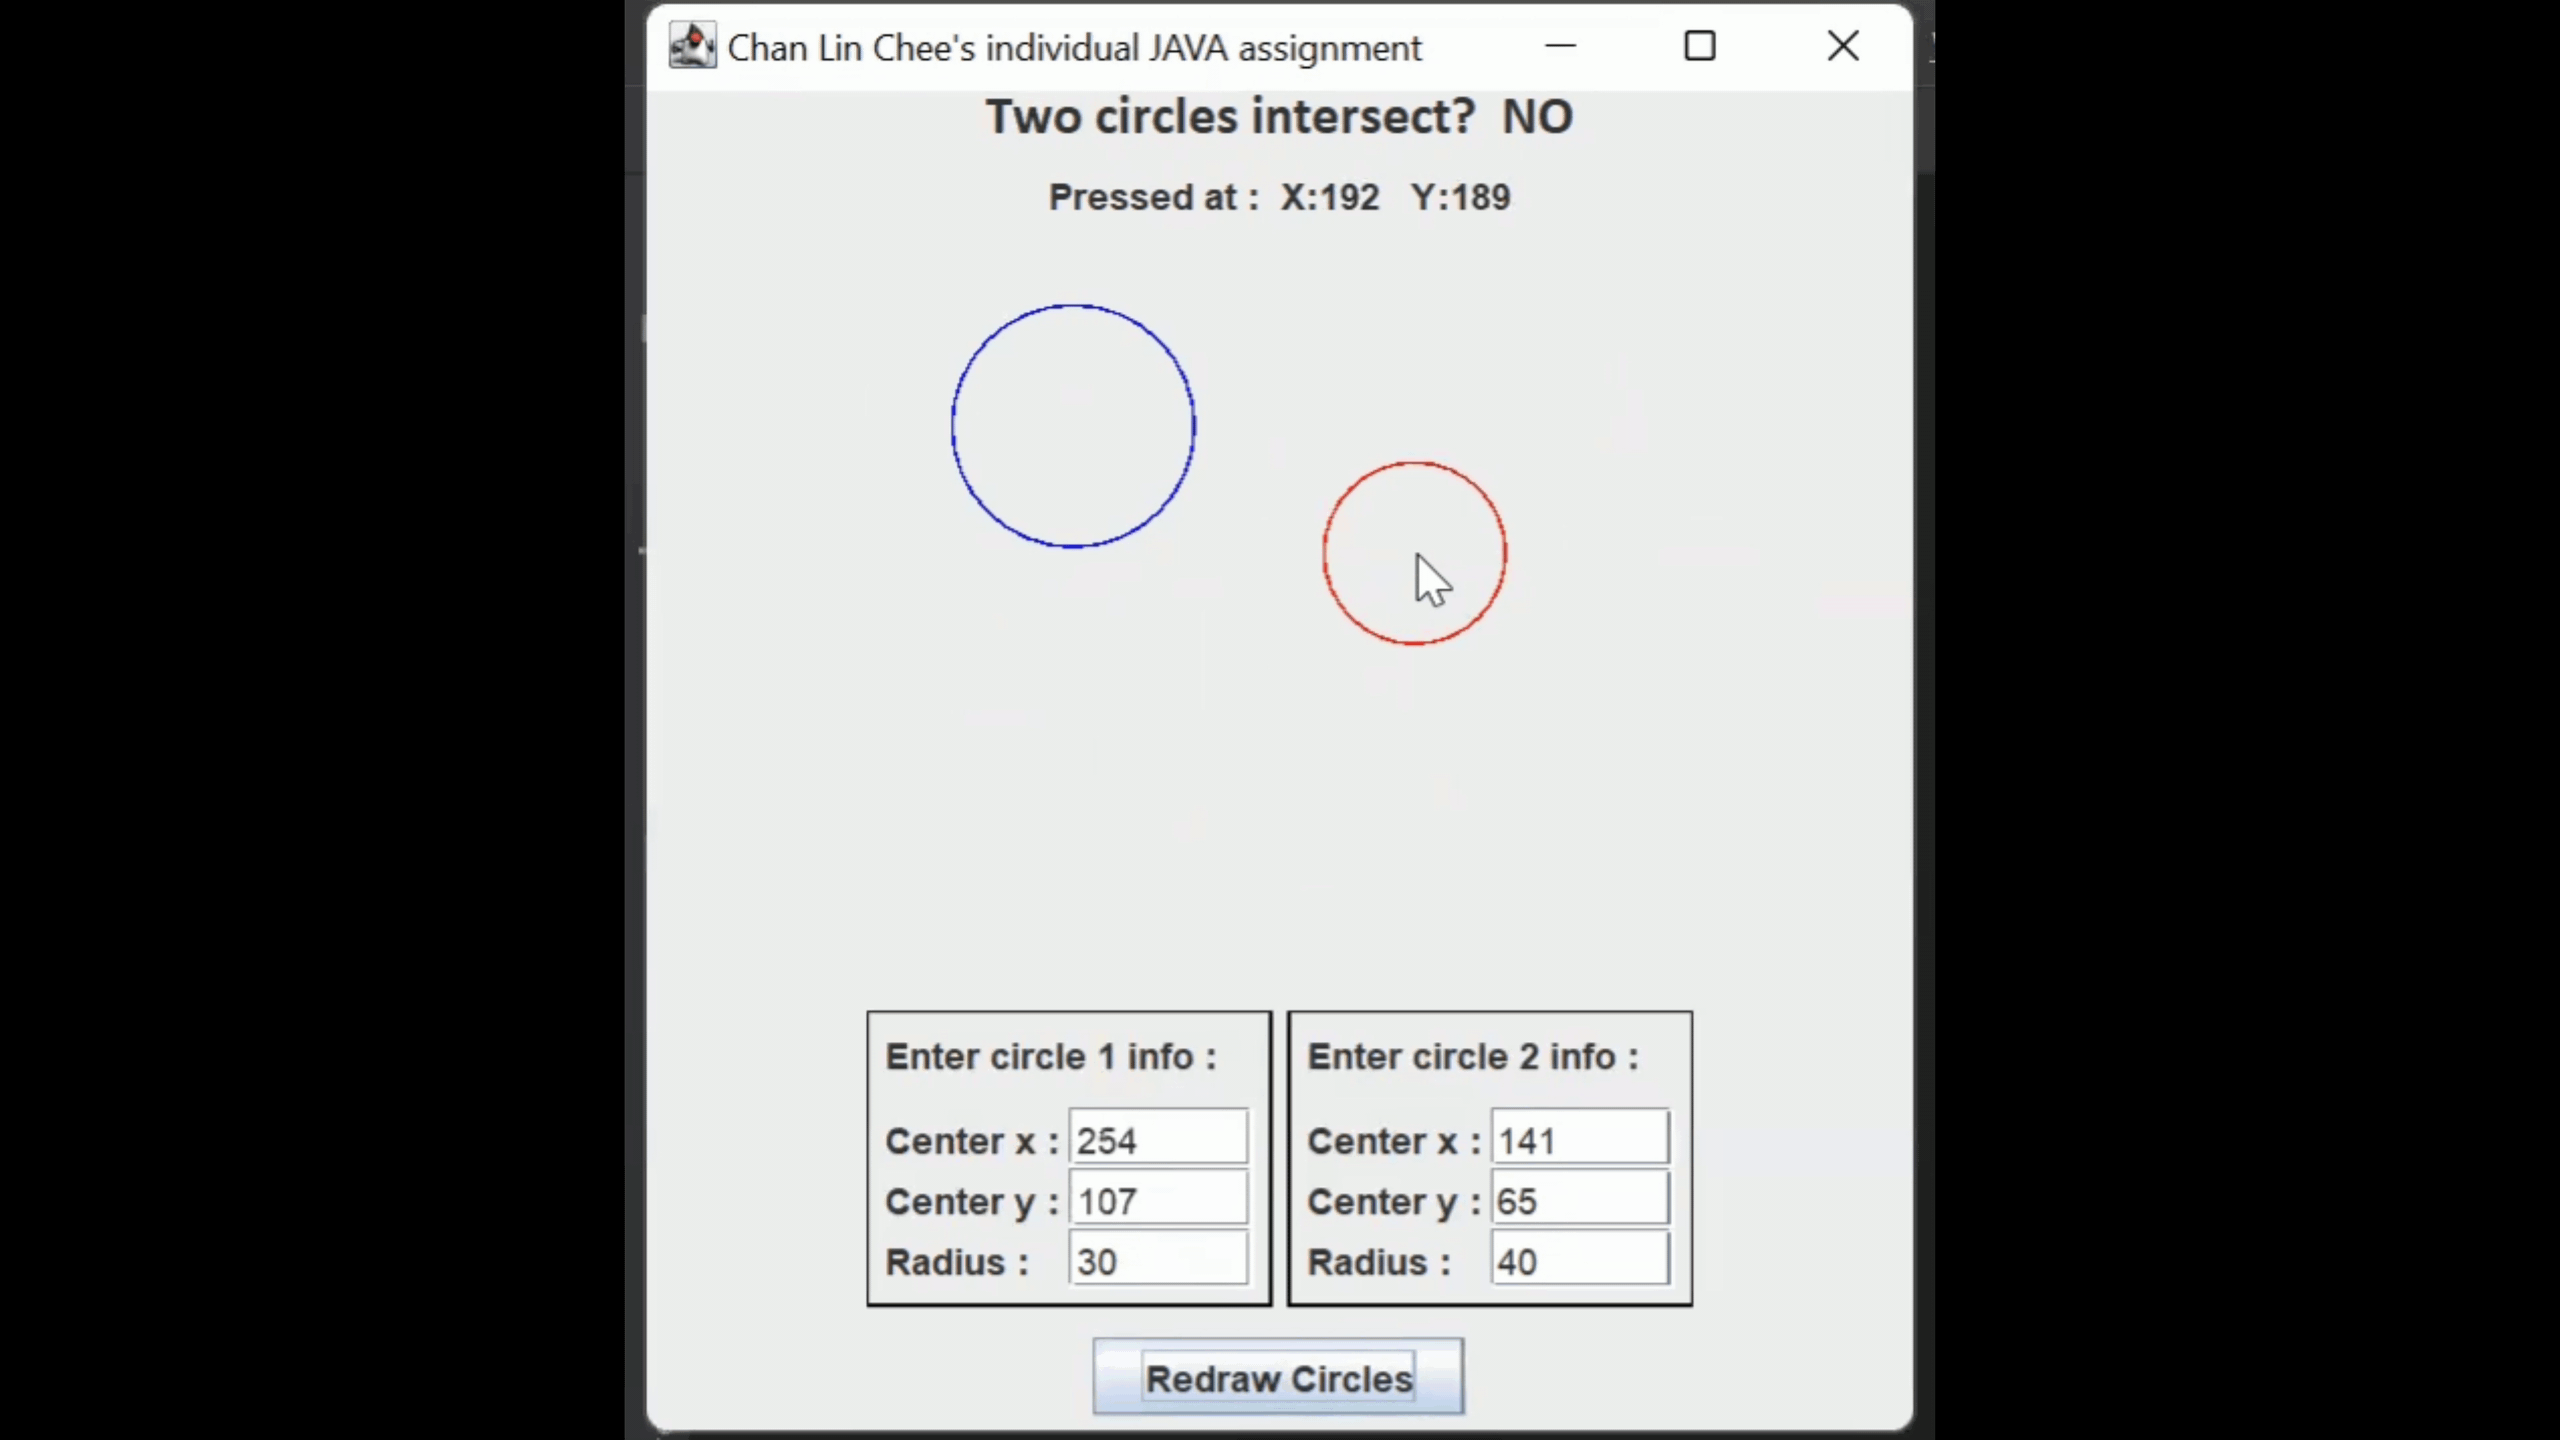 Chan Lin Chee's individual JAVA assignment
Two circles intersect?  NO
Pressed at :  X:192   Y:189
Enter circle 1 info :
Center x : 254
Center y : 107
Radius : 30
Enter circle 2 info :
Center x : 141
Center y : 65
Radius : 40
Redraw Circles